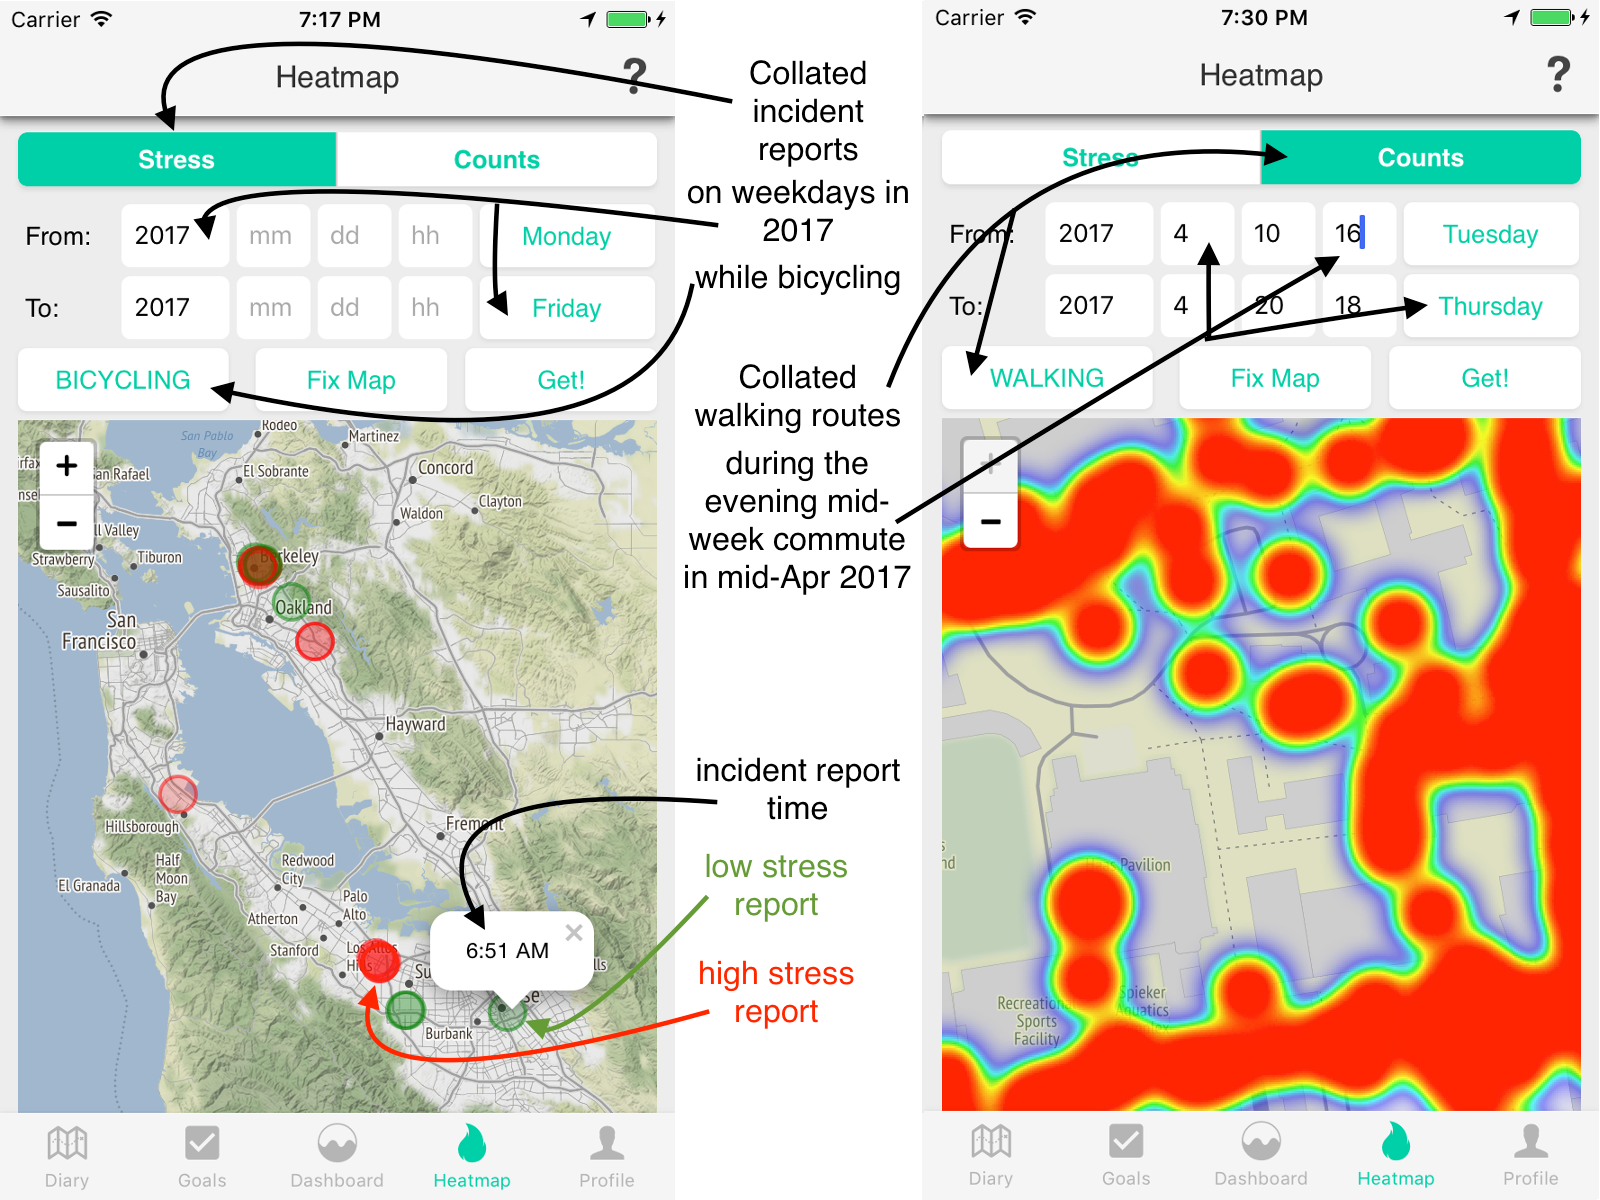 Carrier
7:17 PM
Heatmap
?
Stress
Counts
From:
2017
mm
dd
hh
Monday
To:
2017
mm
dd
hh
Friday
BICYCLING
Fix Map
Get!
+
−
San Pablo
Bay
Rodeo
Martinez
El Sobrante
Concord
Clayton
Waldon
Strawberry
Tiburon
Sausalito
Berkeley
Oakland
San
Francisco
Hayward
Hillsborough
Fremont
Half
Moon
Bay
El Granada
Redwood
City
Palo
Alto
Atherton
Stanford
Los Altos
Hills
Burbank
6:51 AM
×
Diary
Goals
Dashboard
Heatmap
Profile
Collated
incident
reports
on weekdays in
2017
while bicycling
Collated
walking routes
during the
evening mid-
week commute
in mid-Apr 2017
incident report
time
low stress
report
high stress
report
Carrier
7:30 PM
Heatmap
?
Stress
Counts
From:
2017
4
10
16
Tuesday
To:
2017
4
20
18
Thursday
WALKING
Fix Map
Get!
+
−
Haas Pavilion
Recreation
Sports
Facility
Spieker
Aquatics
Diary
Goals
Dashboard
Heatmap
Profile